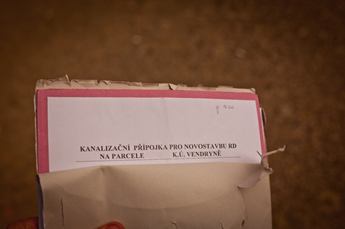 KANALIZAČNÍ PŘÍPOJKA PRO NOVOSTAVBU RD
NA PARCELE K.Ú. VENDRYNĚ